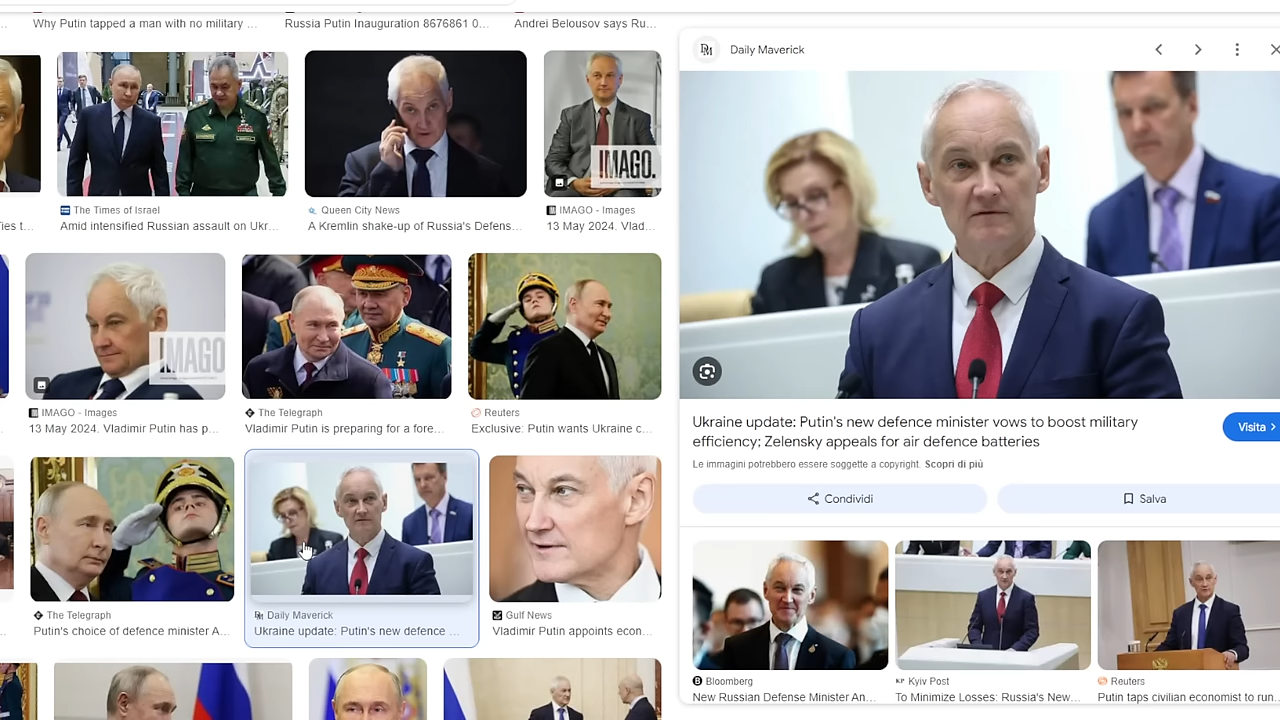 Why Putin tapped a man with no military ...
Russia Putin Inauguration 8676861 0...
Andrei Belousov says Ru...
The Times of Israel
Amid intensified Russian assault on Ukr...
Queen City News
A Kremlin shake-up of Russia's Defens...
IMAGO.
IMAGO - Images
13 May 2024. Vlad...
IMAGO
IMAGO - Images
13 May 2024. Vladimir Putin has p...
The Telegraph
Vladimir Putin is preparing for a fore...
Reuters
Exclusive: Putin wants Ukraine c...
The Telegraph
Putin's choice of defence minister A...
DM Daily Maverick
Ukraine update: Putin's new defence ...
Gulf News
Vladimir Putin appoints econ...
DM Daily Maverick
Ukraine update: Putin's new defence minister vows to boost military
efficiency; Zelensky appeals for air defence batteries
Visita
Le immagini potrebbero essere soggette a copyright. Scopri di più
Condividi
Salva
B Bloomberg
New Russian Defense Minister An...
KP Kyiv Post
To Minimize Losses: Russia's New...
Reuters
Putin taps civilian economist to run